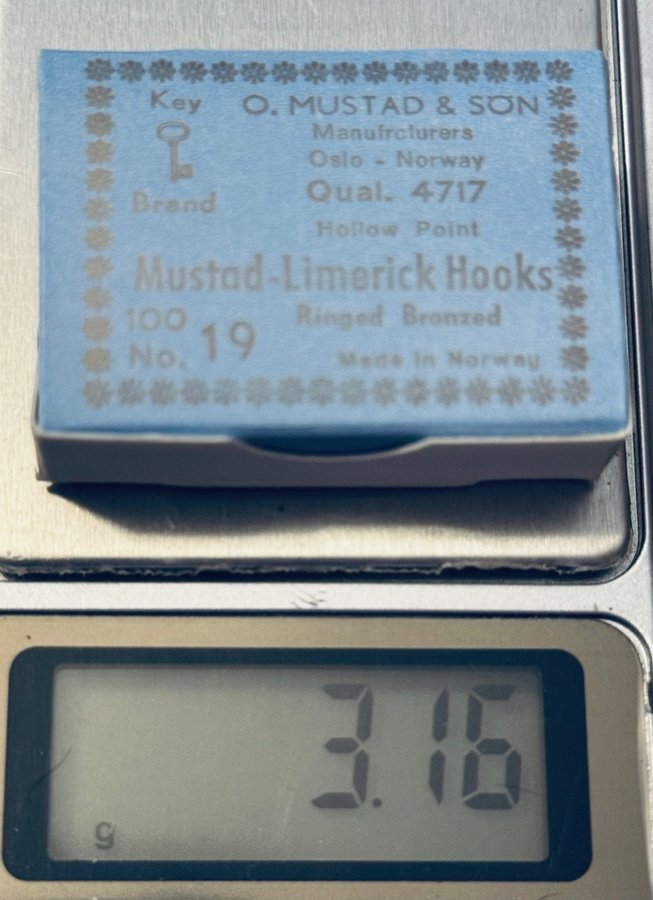 Key O. MUSTAD & SÖN
Manufrcturers
Oslo - Norway
Brand
Qual. 4717
Hollow Point
Mustad-Limerick Hooks
100 Ringed Bronzed
No. 19
Made in Norway
3.16
g